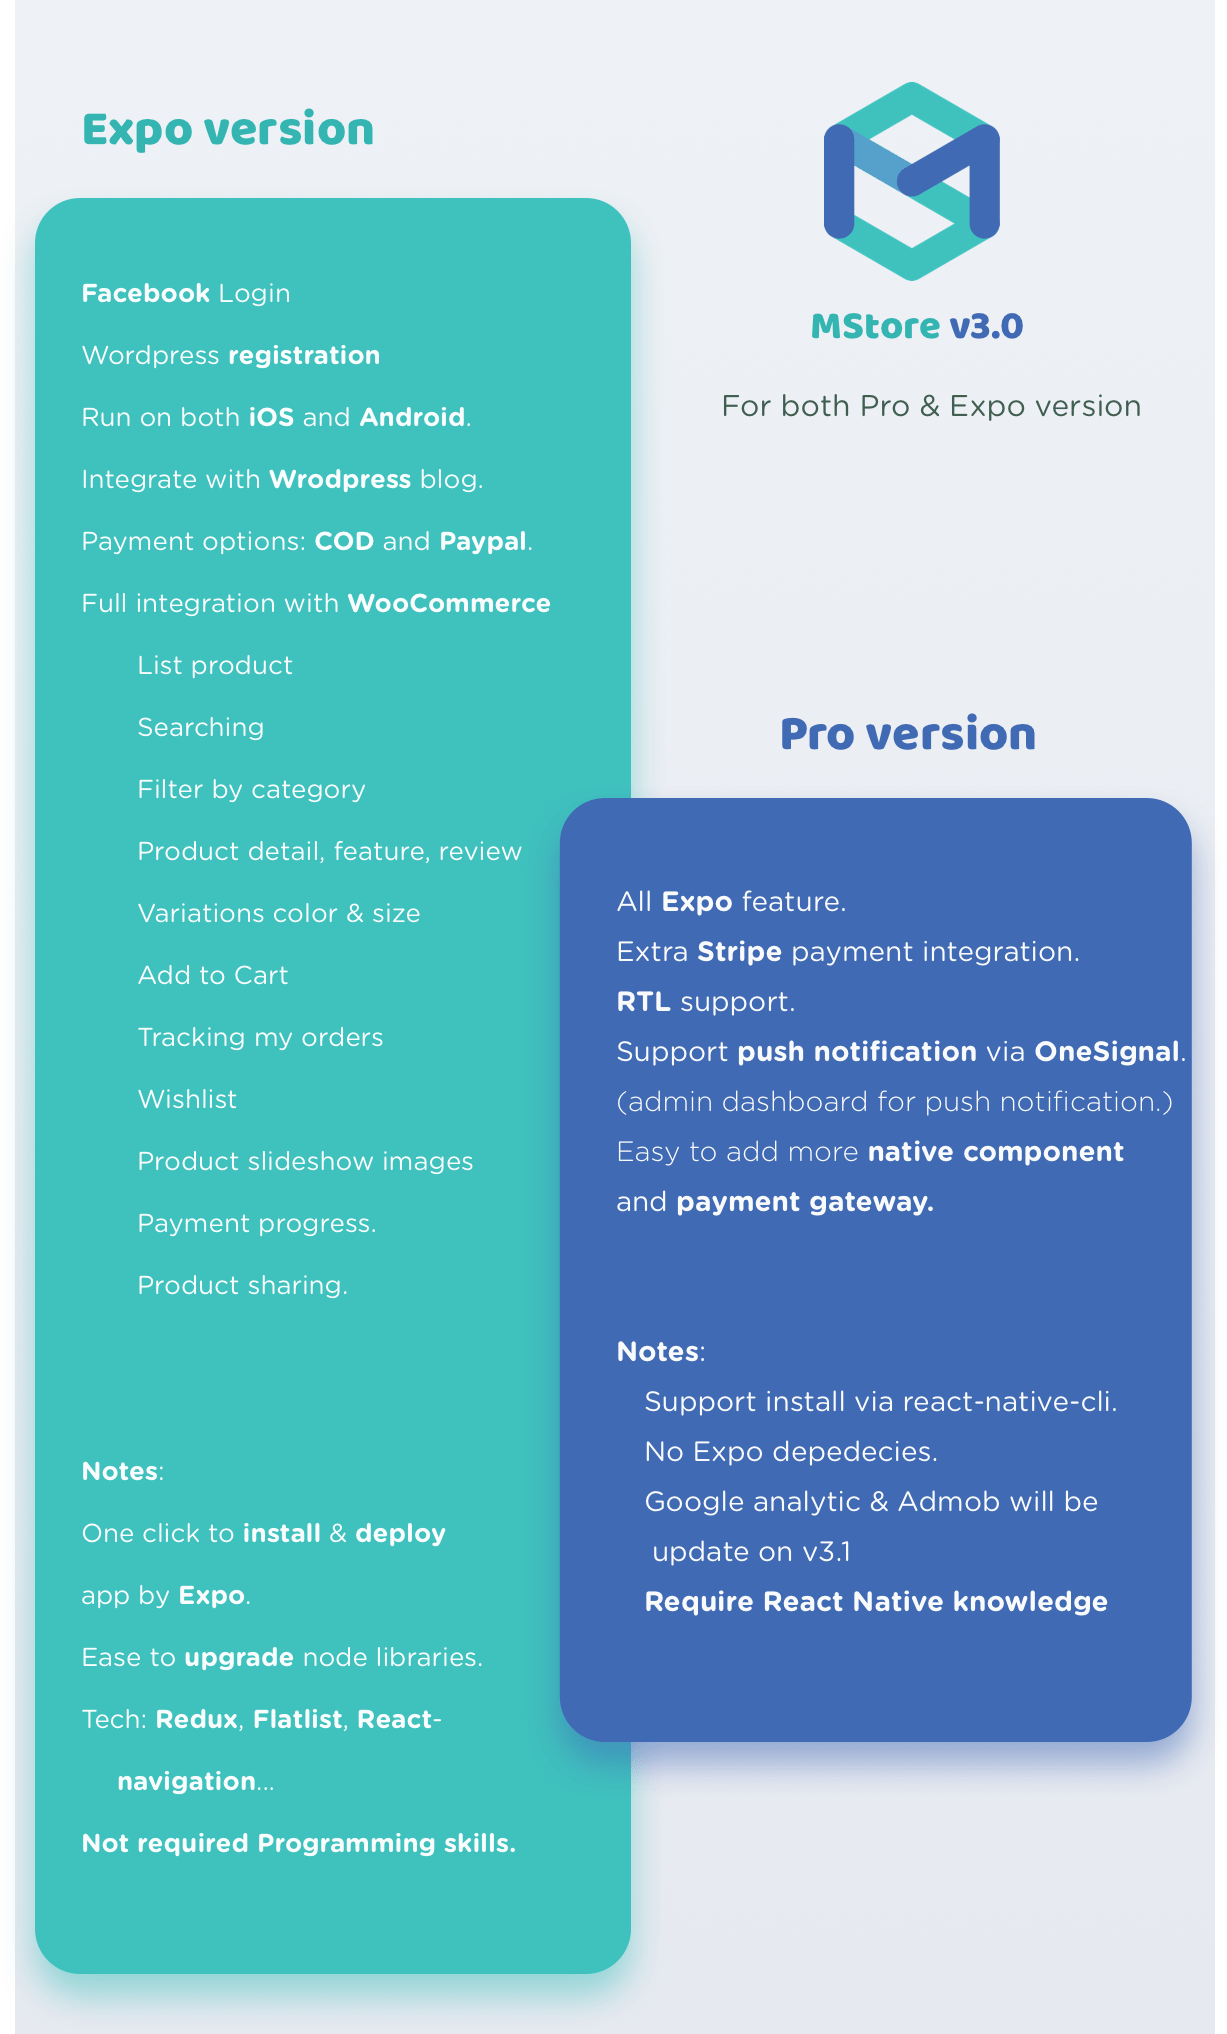 Expo version
Facebook Login
Wordpress registration
Run on both iOS and Android.
Integrate with Wrodpress blog.
Payment options: COD and Paypal.
Full integration with WooCommerce
List product
Searching
Filter by category
Product detail, feature, review
Variations color & size
Add to Cart
Tracking my orders
Wishlist
Product slideshow images
Payment progress.
Product sharing.
Notes:
One click to install & deploy
app by Expo.
Ease to upgrade node libraries.
Tech: Redux, Flatlist, React-
navigation...
Not required Programming skills.
MStore v3.0
For both Pro & Expo version
Pro version
All Expo feature.
Extra Stripe payment integration.
RTL support.
Support push notification via OneSignal.
(admin dashboard for push notification.)
Easy to add more native component
and payment gateway.
Notes:
Support install via react-native-cli.
No Expo depedecies.
Google analytic & Admob will be
update on v3.1
Require React Native knowledge